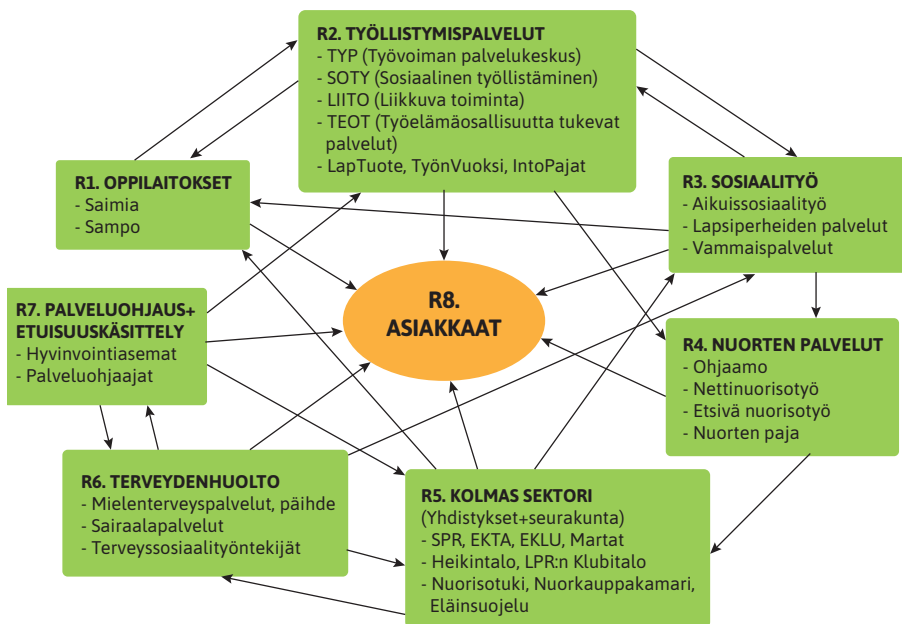 R2. TYÖLLISTYMISPALVELUT
- TYP (Työvoiman palvelukeskus)
- SOTY (Sosiaalinen työllistäminen)
- LIITO (Liikkuva toiminta)
- TEOT (Työelämäosallisuutta tukevat
palvelut)
- LapTuote, TyönVuoksi, IntoPajat
R1. OPPILAITOKSET
- Saimia
- Sampo
R3. SOSIAALITYÖ
- Aikuissosiaalityö
- Lapsiperheiden palvelut
- Vammaispalvelut
R8.
ASIAKKAAT
R7. PALVELUOHJAUS+
ETUISUUSKÄSITTELY
- Hyvinvointiasemat
- Palveluohjaajat
R4. NUORTEN PALVELUT
- Ohjaamo
- Nettinuorisotyö
- Etsivä nuorisotyö
- Nuorten paja
R6. TERVEYDENHUOLTO
- Mielenterveyspalvelut, päihde
- Sairaalapalvelut
- Terveyssosiaalityöntekijät
R5. KOLMAS SEKTORI
(Yhdistykset+seurakunta)
- SPR, EKTA, EKLU, Martat
- Heikintalo, LPR:n Klubitalo
- Nuorisotuki, Nuorkauppakamari,
Eläinsuojelu